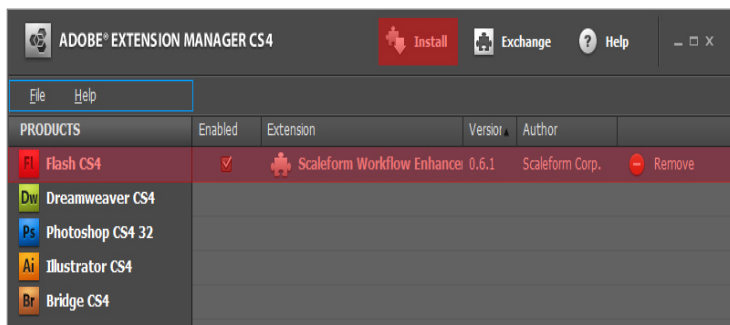 ADOBE® EXTENSION MANAGER CS4 Install Exchange ? Help
File Help
PRODUCTS Enabled Extension Version Author
Fl Flash CS4 Scaleform Workflow Enhancer 0.6.1 Scaleform Corp. Remove
Dw Dreamweaver CS4
Ps Photoshop CS4 32
Ai Illustrator CS4
Br Bridge CS4